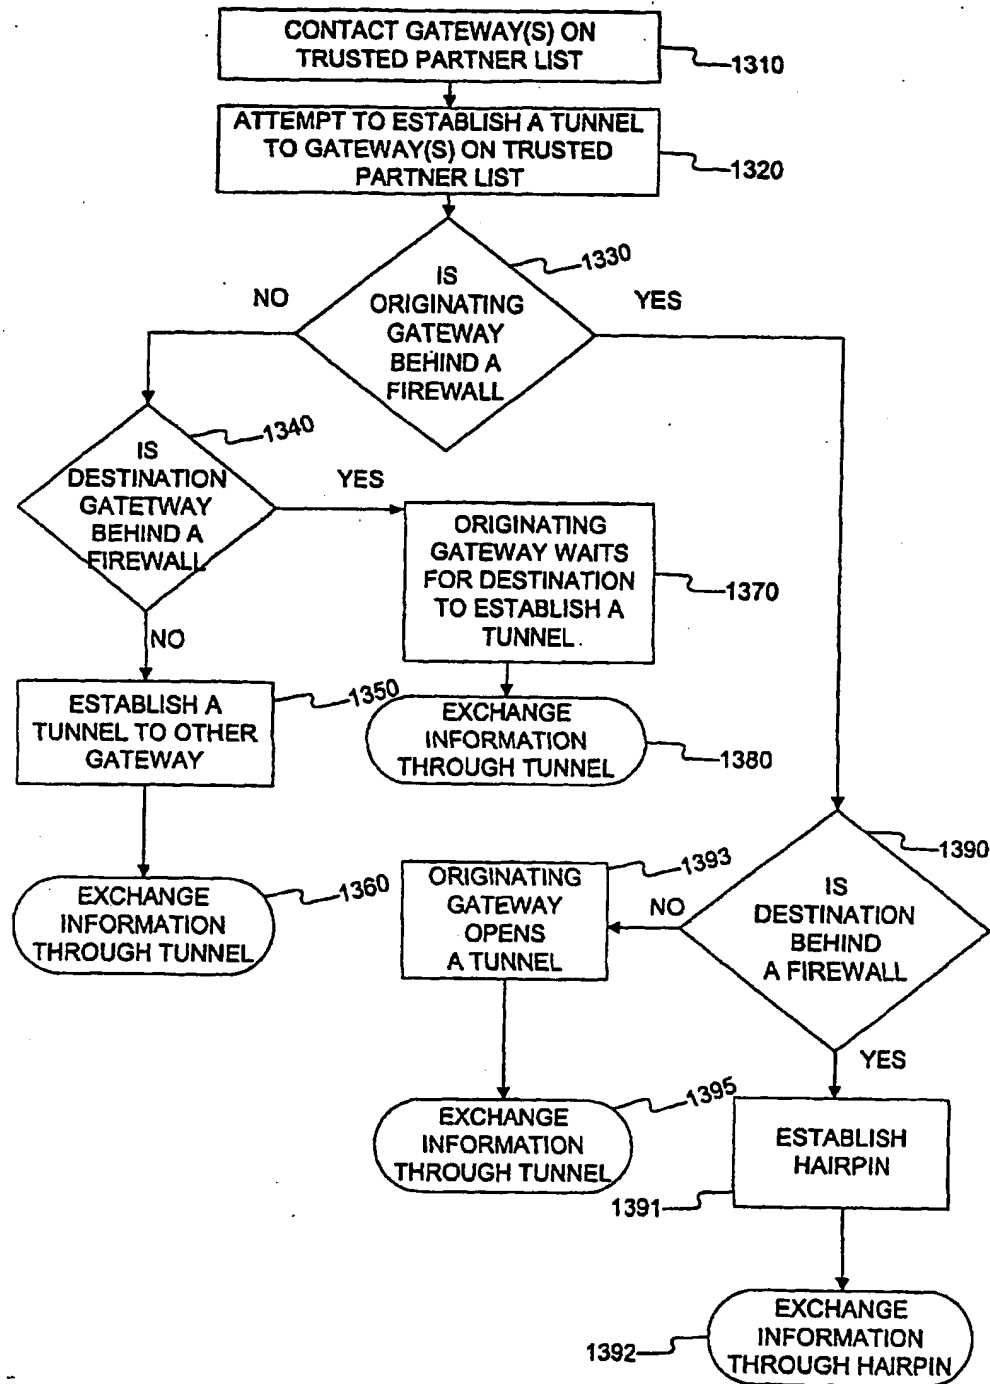 CONTACT GATEWAY(S) ON
TRUSTED PARTNER LIST
1310
ATTEMPT TO ESTABLISH A TUNNEL
TO GATEWAY(S) ON TRUSTED
PARTNER LIST
1320
IS
ORIGINATING
GATEWAY
BEHIND A
FIREWALL
1330
NO
YES
IS
DESTINATION
GATETWAY
BEHIND A
FIREWALL
1340
YES
NO
ORIGINATING
GATEWAY WAITS
FOR DESTINATION
TO ESTABLISH A
TUNNEL.
1370
ESTABLISH A
TUNNEL TO OTHER
GATEWAY
1350
EXCHANGE
INFORMATION
THROUGH TUNNEL
1380
EXCHANGE
INFORMATION
THROUGH TUNNEL
1360
IS
DESTINATION
BEHIND
A FIREWALL
1390
NO
YES
ORIGINATING
GATEWAY
OPENS
A TUNNEL
1393
EXCHANGE
INFORMATION
THROUGH TUNNEL
1395
ESTABLISH
HAIRPIN
1391
EXCHANGE
INFORMATION
THROUGH HAIRPIN
1392